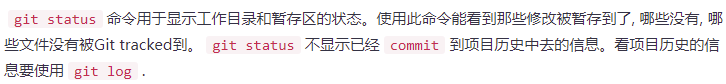 git status 命令用于显示工作目录和暂存区的状态。使用此命令能看到那些修改被暂存到了, 哪些没有, 哪
些文件没有被Git tracked到。 git status 不显示已经 commit 到项目历史中去的信息。看项目历史的信
息要使用 git log .